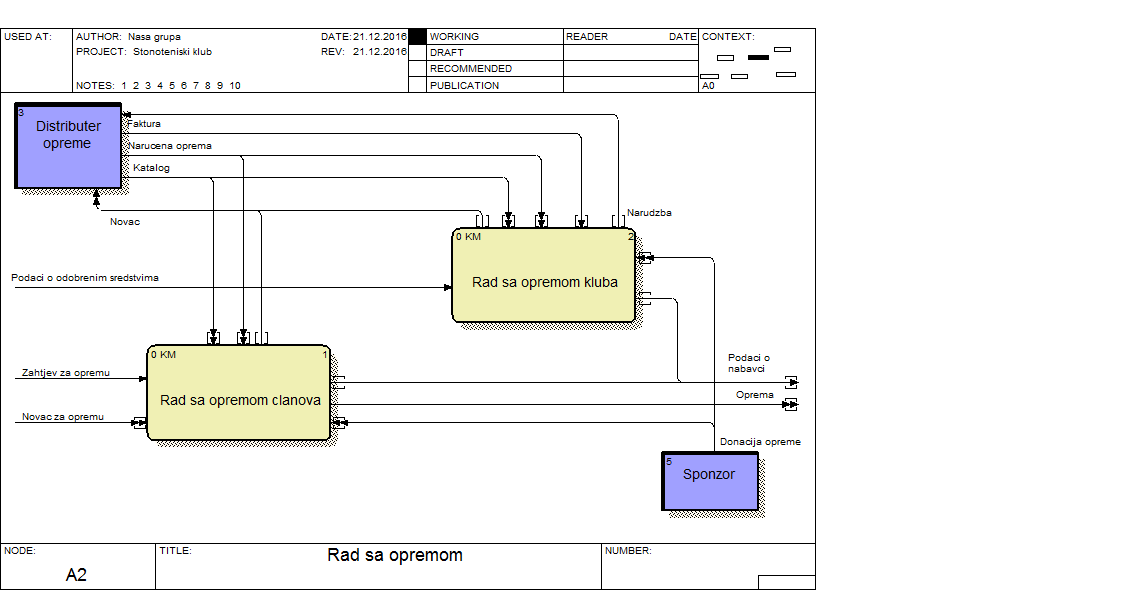 USED AT:
AUTHOR: Nasa grupa
DATE:21.12.2016
PROJECT: Stonoteniski klub
REV: 21.12.2016
NOTES: 1 2 3 4 5 6 7 8 9 10
WORKING
DRAFT
RECOMMENDED
PUBLICATION
READER
DATE
CONTEXT:
A0
3
Distributer
opreme
Faktura
Narucena oprema
Katalog
Novac
Narudzba
0 KM
2
Rad sa opremom kluba
Podaci o odobrenim sredstvima
0 KM
1
Rad sa opremom clanova
Zahtjev za opremu
Novac za opremu
Podaci o
nabavci
Oprema
Donacija opreme
5
Sponzor
NODE:
A2
TITLE:
Rad sa opremom
NUMBER: